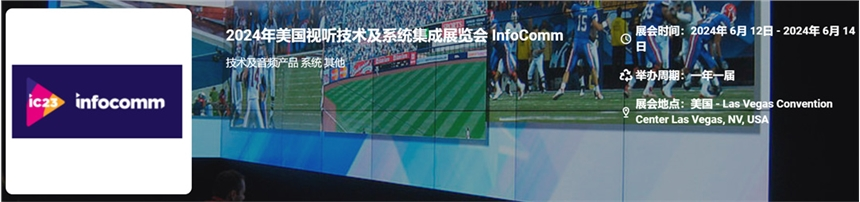 ic23 infocomm
2024年美国视听技术及系统集成展览会 InfoComm
技术及音频产品 系统 其他
展会时间：2024年 6月 12日 - 2024年 6月 14
日
举办周期：一年一届
展会地点：美国 - Las Vegas Convention
Center Las Vegas, NV, USA
15